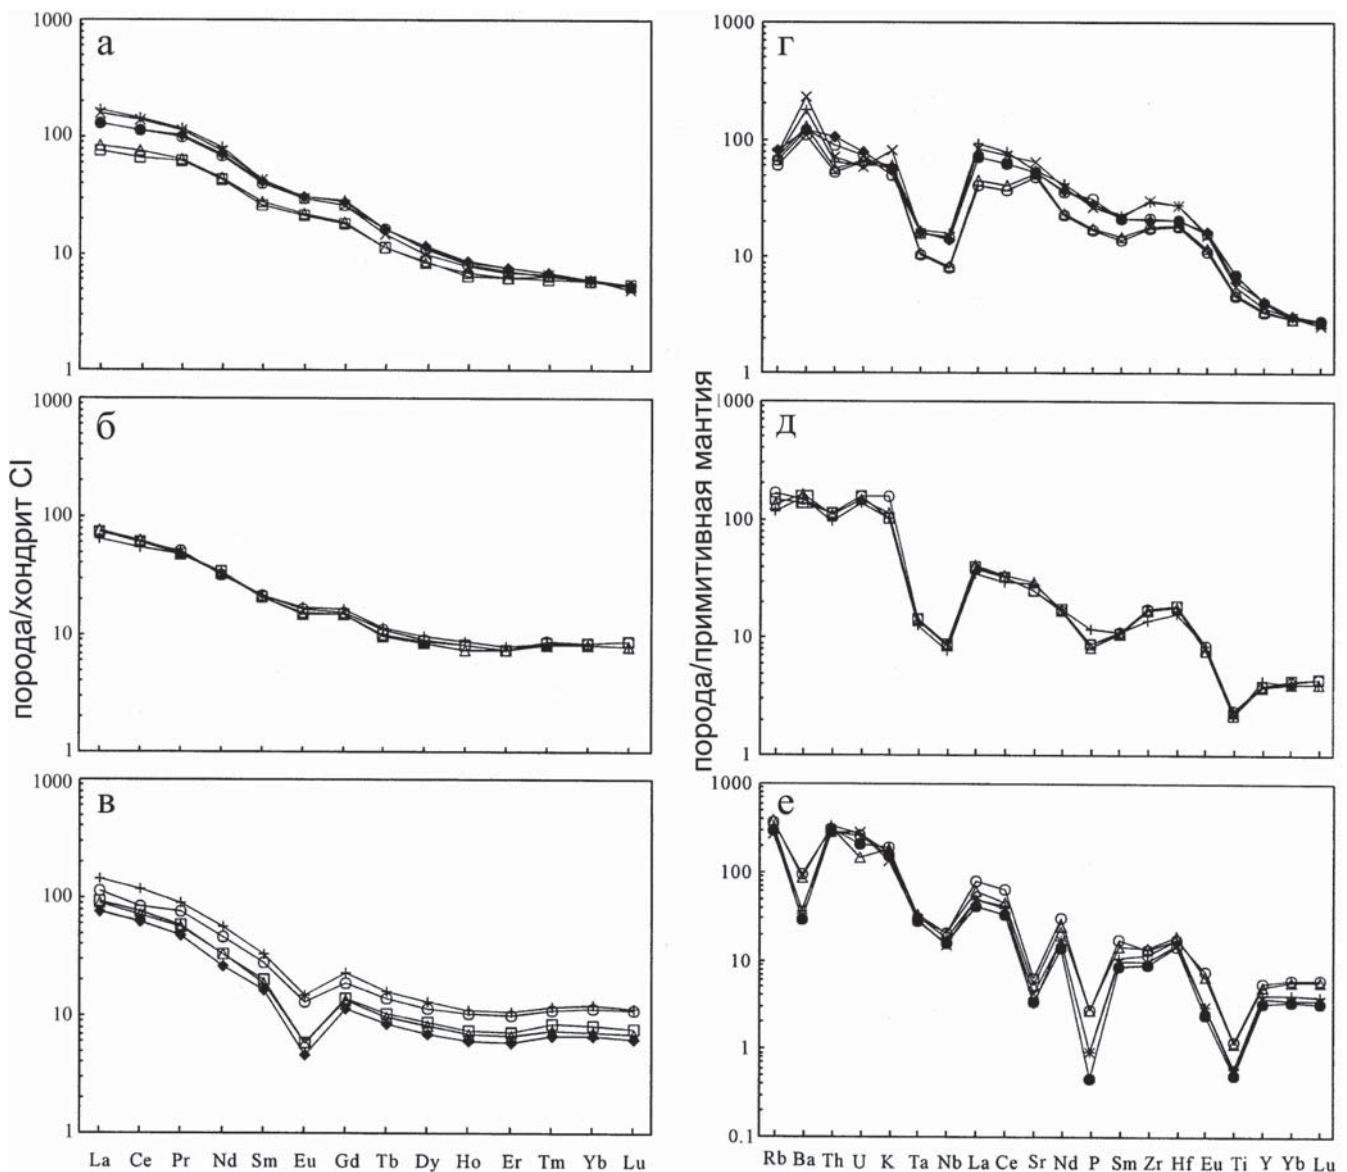 а
1000
100
10
1
г
1000
100
10
1
б
1000
100
10
1
д
1000
100
10
1
в
1000
100
10
1
е
1000
100
10
1
0.1
порода/хондрит CI
порода/примитивная мантия
La Ce Pr Nd Sm Eu Gd Tb Dy Ho Er Tm Yb Lu
Rb Ba Th U K Ta Nb La Ce Sr Nd P Sm Zr Hf Eu Ti Y Yb Lu